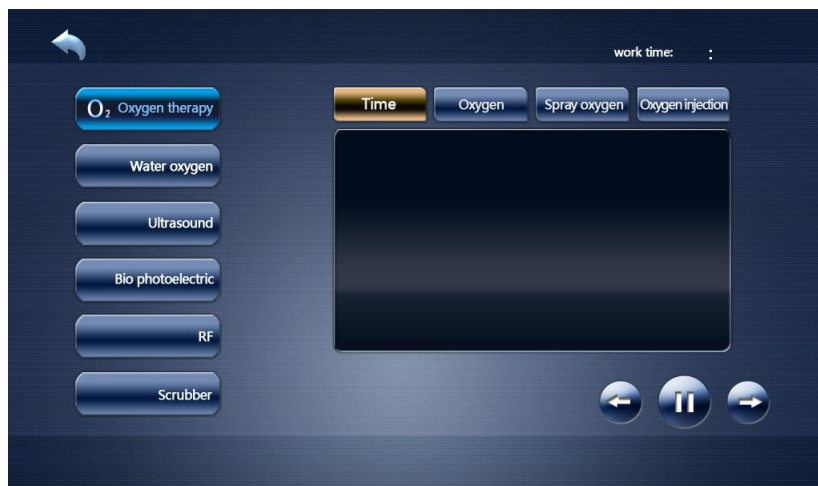 work time: :
O₂ Oxygen therapy
Time Oxygen Spray oxygen Oxygen injection
Water oxygen
Ultrasound
Bio photoelectric
RF
Scrubber